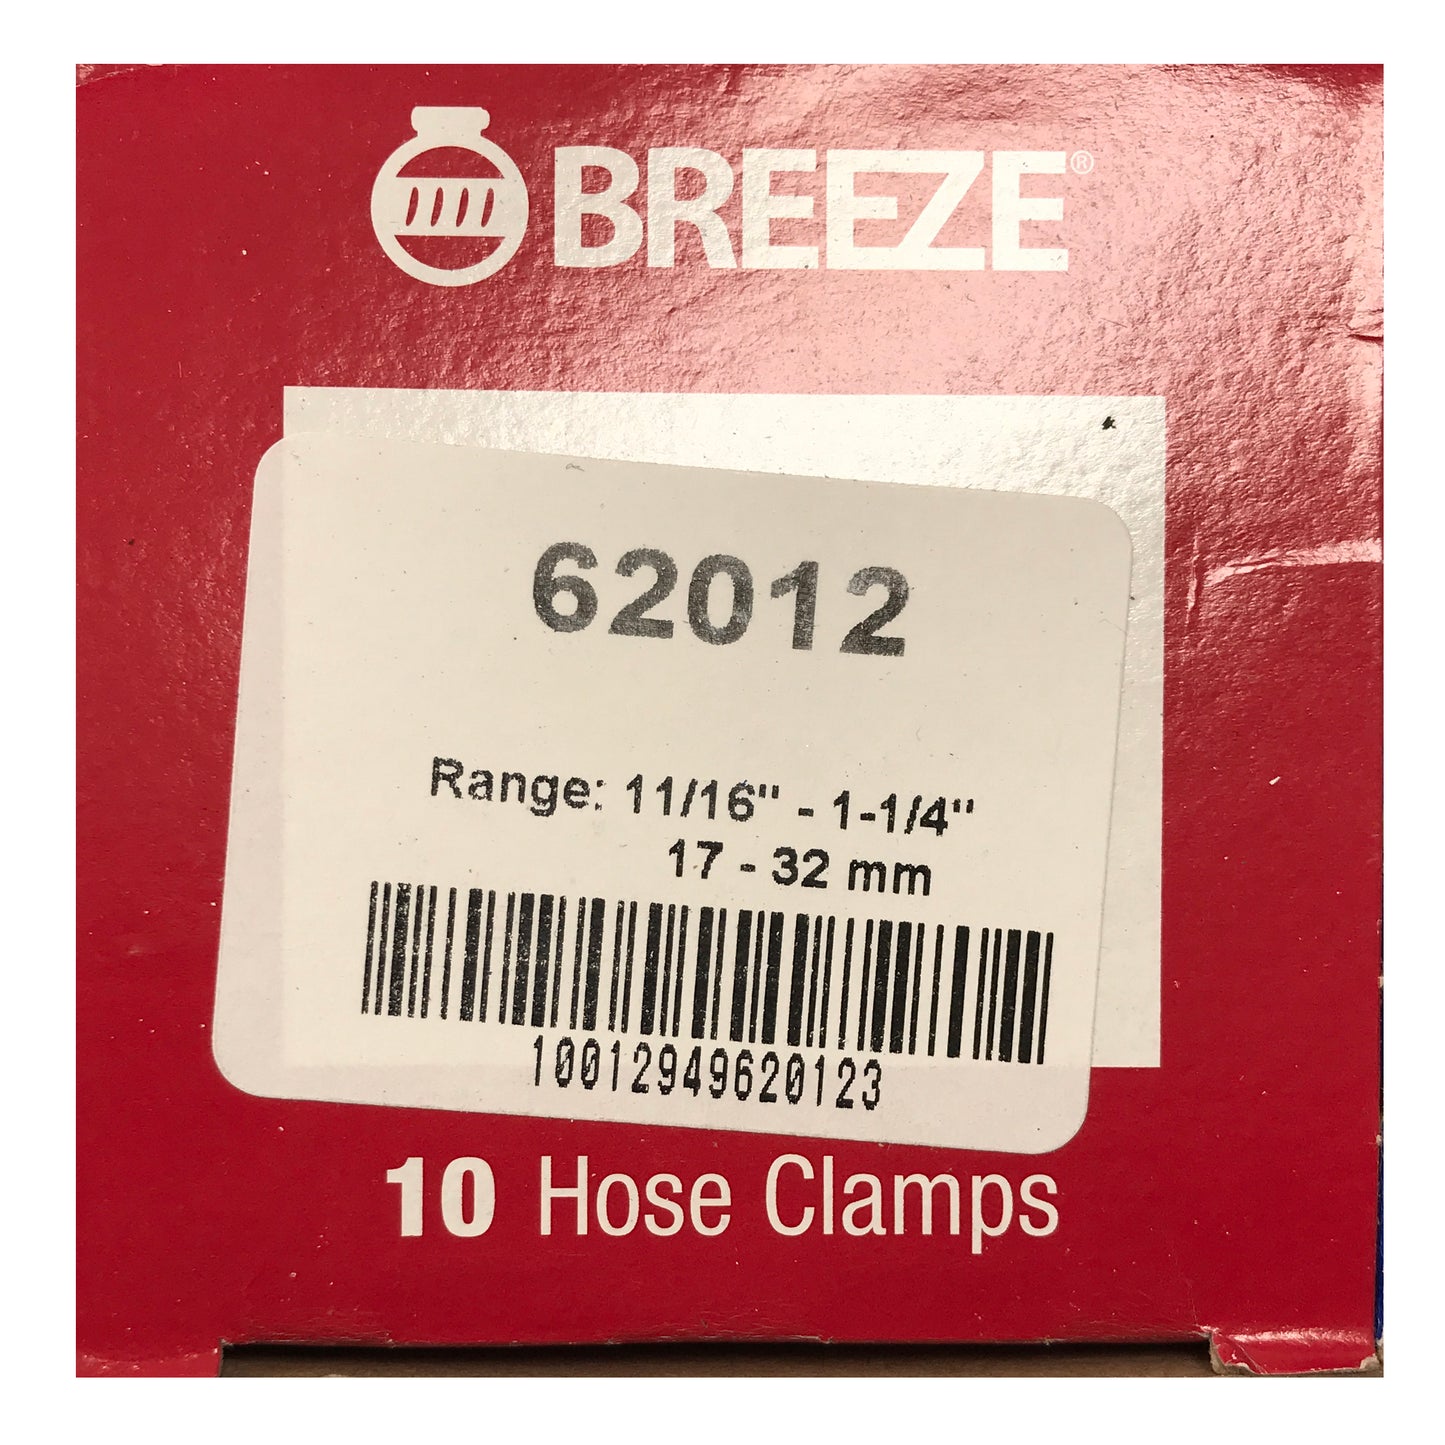 BREEZE®
62012
Range: 11/16" - 1-1/4"
17 - 32 mm
10012949620123
10 Hose Clamps